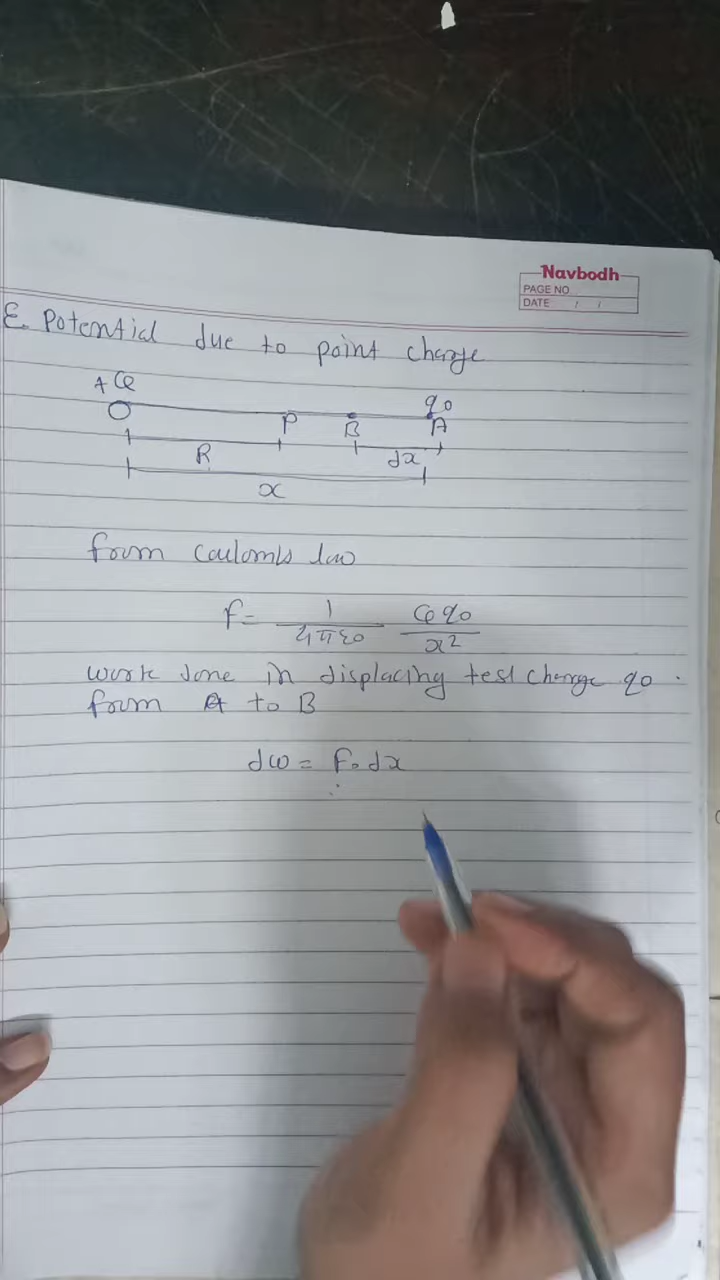 Navbodh
PAGE NO
DATE / /
E. Potential due to point charge
+Q q0
P B A
R dx
x
from Coulombs law
F = 1/4πε0 Qq0/x²
work done in displacing test charge q0.
from A to B
dw = F. dx